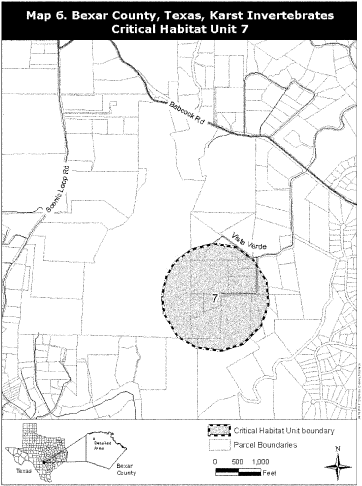 Map 6. Bexar County, Texas, Karst Invertebrates
Critical Habitat Unit 7
Babcock Rd
Scenic Loop Rd
Vista Verde
7
Detailed
Area
Texas
Bexar
County
Critical Habitat Unit boundary
Parcel Boundaries
0 500 1,000
Feet
N